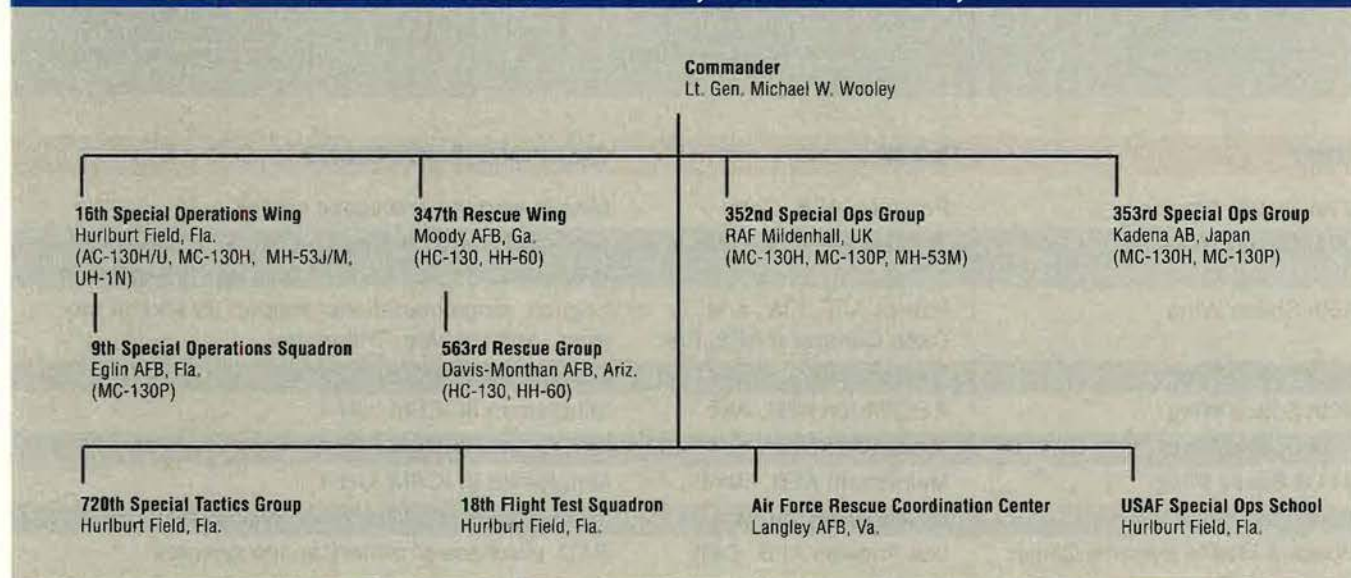 Commander
Lt. Gen. Michael W. Wooley
16th Special Operations Wing
Hurlburt Field, Fla.
(AC-130H/U, MC-130H, MH-53J/M,
UH-1N)
347th Rescue Wing
Moody AFB, Ga.
(HC-130, HH-60)
352nd Special Ops Group
RAF Mildenhall, UK
(MC-130H, MC-130P, MH-53M)
353rd Special Ops Group
Kadena AB, Japan
(MC-130H, MC-130P)
9th Special Operations Squadron
Eglin AFB, Fla.
(MC-130P)
563rd Rescue Group
Davis-Monthan AFB, Ariz.
(HC-130, HH-60)
720th Special Tactics Group
Hurlburt Field, Fla.
18th Flight Test Squadron
Hurlburt Field, Fla.
Air Force Rescue Coordination Center
Langley AFB, Va.
USAF Special Ops School
Hurlburt Field, Fla.